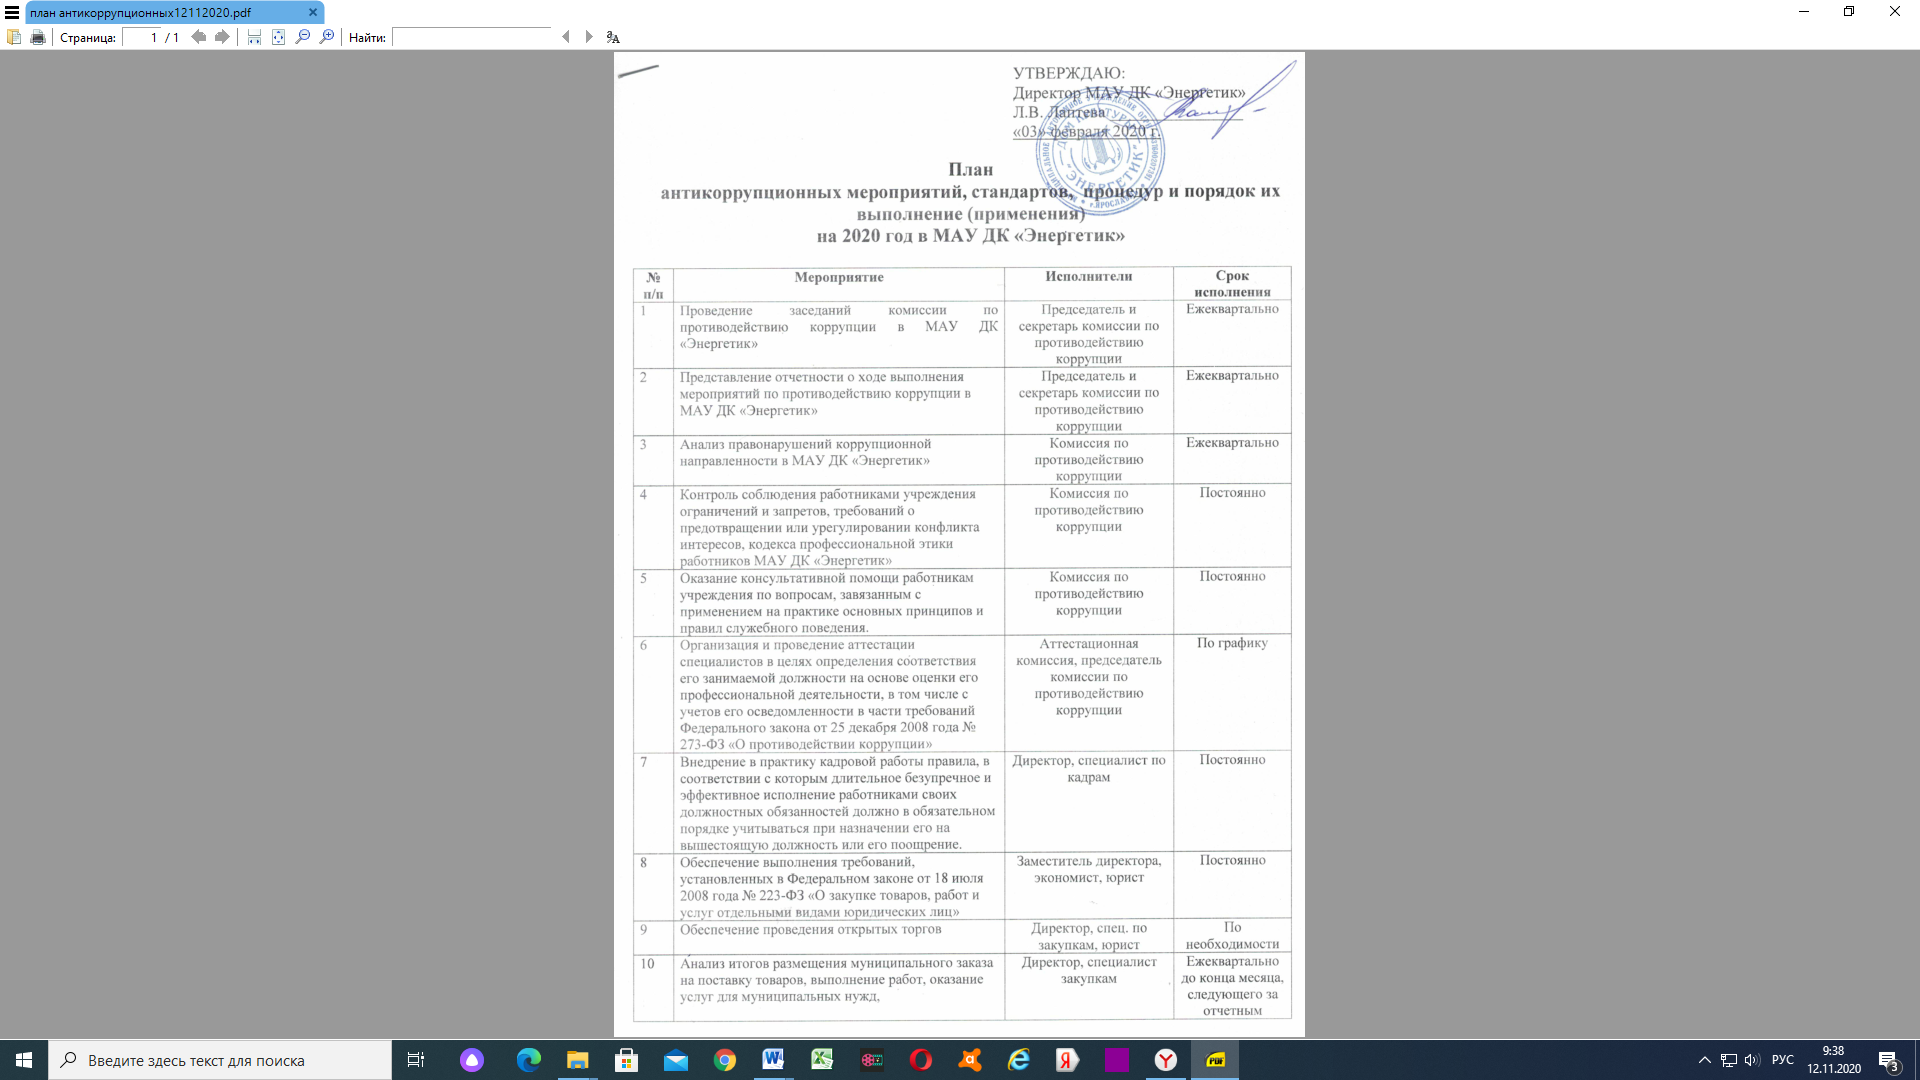 план антикоррупционных12112020.pdf
Страница: 1 / 1 Найти:
УТВЕРЖДАЮ:
Директор МАУ ДК «Энергетик»
Л.В. Лаптева
«03» февраля 2020 г.
ДОМ КУЛЬТУРЫ
"ЭНЕРГЕТИК"
План
антикоррупционных мероприятий, стандартов, процедур и порядок их
выполнение (применения)
на 2020 год в МАУ ДК «Энергетик»
№ п/п Мероприятие Исполнители Срок исполнения
1 Проведение заседаний комиссии по Председатель и Ежеквартально
противодействию коррупции в МАУ ДК секретарь комиссии по
«Энергетик» противодействию
коррупции
2 Представление отчетности о ходе выполнения Председатель и Ежеквартально
мероприятий по противодействию коррупции в секретарь комиссии по
МАУ ДК «Энергетик» противодействию
коррупции
3 Анализ правонарушений коррупционной Комиссия по Ежеквартально
направленности в МАУ ДК «Энергетик» противодействию
коррупции
4 Контроль соблюдения работниками учреждения Комиссия по Постоянно
ограничений и запретов, требований о противодействию
предотвращении или урегулировании конфликта коррупции
интересов, кодекса профессиональной этики
работников МАУ ДК «Энергетик»
5 Оказание консультативной помощи работникам Комиссия по Постоянно
учреждения по вопросам, завязанным с противодействию
применением на практике основных принципов и коррупции
правил служебного поведения.
6 Организация и проведение аттестации Аттестационная По графику
специалистов в целях определения соответствия комиссия, председатель
его занимаемой должности на основе оценки его комиссии по
профессиональной деятельности, в том числе с противодействию
учетов его осведомленности в части требований коррупции
Федерального закона от 25 декабря 2008 года №
273-ФЗ «О противодействии коррупции»
7 Внедрение в практику кадровой работы правила, в Директор, специалист по Постоянно
соответствии с которым длительное безупречное и кадрам
эффективное исполнение работниками своих
должностных обязанностей должно в обязательном
порядке учитываться при назначении его на
вышестоящую должность или его поощрение.
8 Обеспечение выполнения требований, Заместитель директора, Постоянно
установленных в Федеральном законе от 18 июля экономист, юрист
2008 года № 223-ФЗ «О закупке товаров, работ и
услуг отдельными видами юридических лиц»
9 Обеспечение проведения открытых торгов Директор, спец. по По
закупкам, юрист необходимости
10 Анализ итогов размещения муниципального заказа Директор, специалист Ежеквартально
на поставку товаров, выполнение работ, оказание закупкам до конца месяца,
услуг для муниципальных нужд, следующего за
отчетным
Введите здесь текст для поиска
РУС
9:38
12.11.2020
3